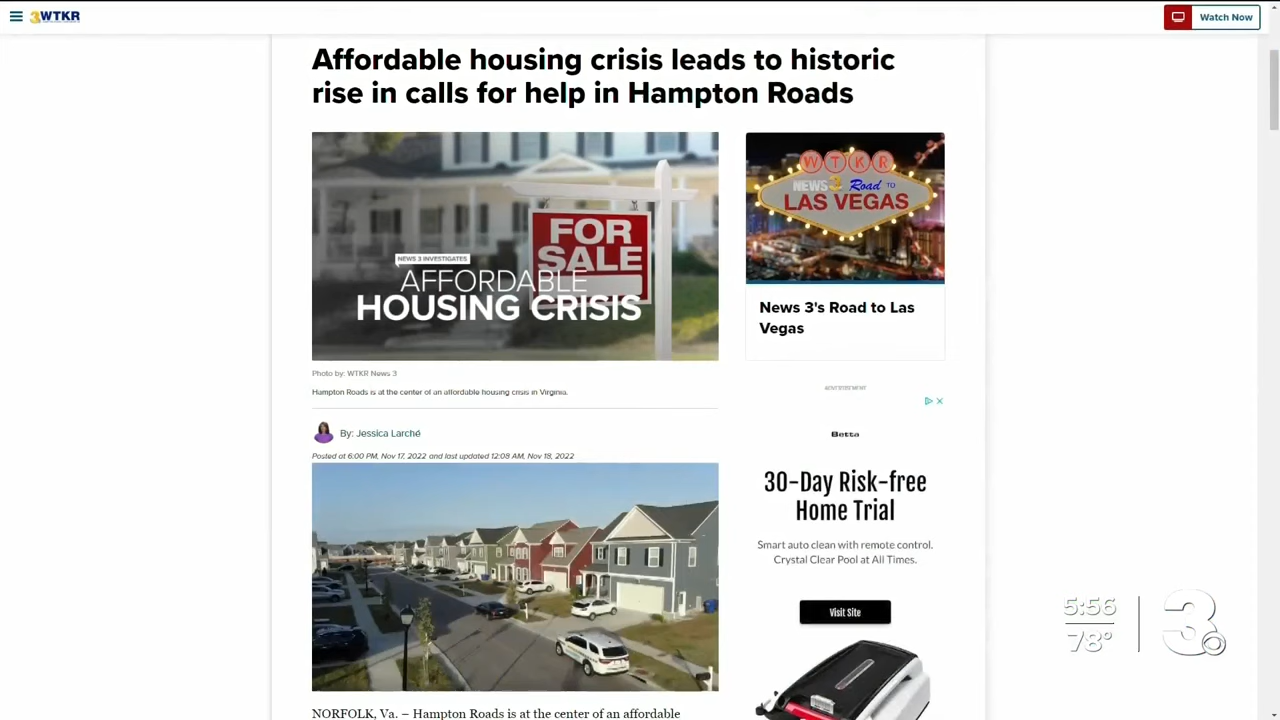 3WTKR
Watch Now
Affordable housing crisis leads to historic
rise in calls for help in Hampton Roads
NEWS 3 INVESTIGATES
AFFORDABLE
HOUSING CRISIS
FOR
SALE
WTKR
NEWS 3 Road TO
LAS VEGAS
News 3's Road to Las
Vegas
Photo by: WTKR News 3
Hampton Roads is at the center of an affordable housing crisis in Virginia.
ADVERTISEMENT
By: Jessica Larché
Posted at 6:00 PM, Nov 17, 2022 and last updated 12:08 AM, Nov 18, 2022
Betta
30-Day Risk-free
Home Trial
Smart auto clean with remote control.
Crystal Clear Pool at All Times.
Visit Site
5:56
78°
3
NORFOLK, Va. – Hampton Roads is at the center of an affordable